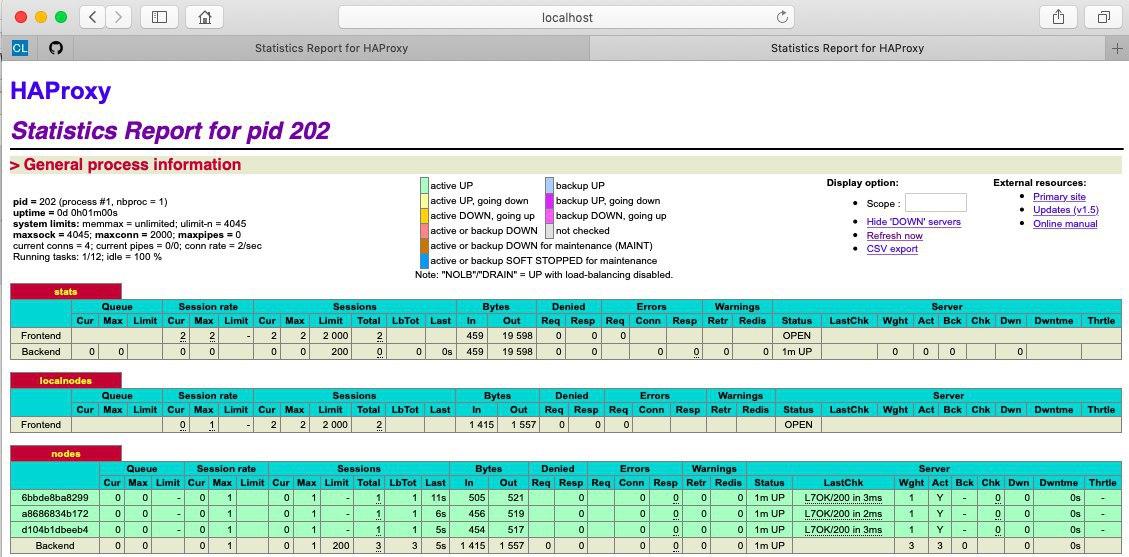 localhost
CL
Statistics Report for HAProxy
Statistics Report for HAProxy
HAProxy
Statistics Report for pid 202
> General process information
pid = 202 (process #1, nbproc = 1)
uptime = 0d 0h01m00s
system limits: memmax = unlimited; ulimit-n = 4045
maxsock = 4045; maxconn = 2000; maxpipes = 0
current conns = 4; current pipes = 0/0; conn rate = 2/sec
Running tasks: 1/12; idle = 100 %
active UP backup UP
active UP, going down backup UP, going down
active DOWN, going up backup DOWN, going up
active or backup DOWN not checked
active or backup DOWN for maintenance (MAINT)
active or backup SOFT STOPPED for maintenance
Note: "NOLB"/"DRAIN" = UP with load-balancing disabled.
Display option:
Scope :
Hide 'DOWN' servers
Refresh now
CSV export
External resources:
Primary site
Updates (v1.5)
Online manual
stats
Queue Session rate Sessions Bytes Denied Errors Warnings Server
Cur Max Limit Cur Max Limit Cur Max Limit Total LbTot Last In Out Req Resp Req Conn Resp Retr Redis Status LastChk Wght Act Bck Chk Dwn Dwntme Thrtle
Frontend 2 2 - 2 2 2 000 2 459 19 598 0 0 0 OPEN
Backend 0 0 0 0 0 0 200 0 0 0s 459 19 598 0 0 0 0 0 0 1m UP 0 0 0 0
localnodes
Queue Session rate Sessions Bytes Denied Errors Warnings Server
Cur Max Limit Cur Max Limit Cur Max Limit Total LbTot Last In Out Req Resp Req Conn Resp Retr Redis Status LastChk Wght Act Bck Chk Dwn Dwntme Thrtle
Frontend 0 1 - 2 2 2 000 2 1 415 1 557 0 0 0 OPEN
nodes
Queue Session rate Sessions Bytes Denied Errors Warnings Server
Cur Max Limit Cur Max Limit Cur Max Limit Total LbTot Last In Out Req Resp Req Conn Resp Retr Redis Status LastChk Wght Act Bck Chk Dwn Dwntme Thrtle
6bbde8ba8299 0 0 - 0 1 0 1 - 1 1 11s 505 521 0 0 0 0 0 1m UP L7OK/200 in 3ms 1 Y - 0 0 0s -
a8686834b172 0 0 - 0 1 0 1 - 1 1 6s 456 519 0 0 0 0 0 1m UP L7OK/200 in 2ms 1 Y - 0 0 0s -
d104b1dbeeb4 0 0 - 0 1 0 1 - 1 1 5s 454 517 0 0 0 0 0 1m UP L7OK/200 in 3ms 1 Y - 0 0 0s -
Backend 0 0 0 1 0 1 200 3 3 5s 1 415 1 557 0 0 0 0 0 0 1m UP 3 3 0 0 0s